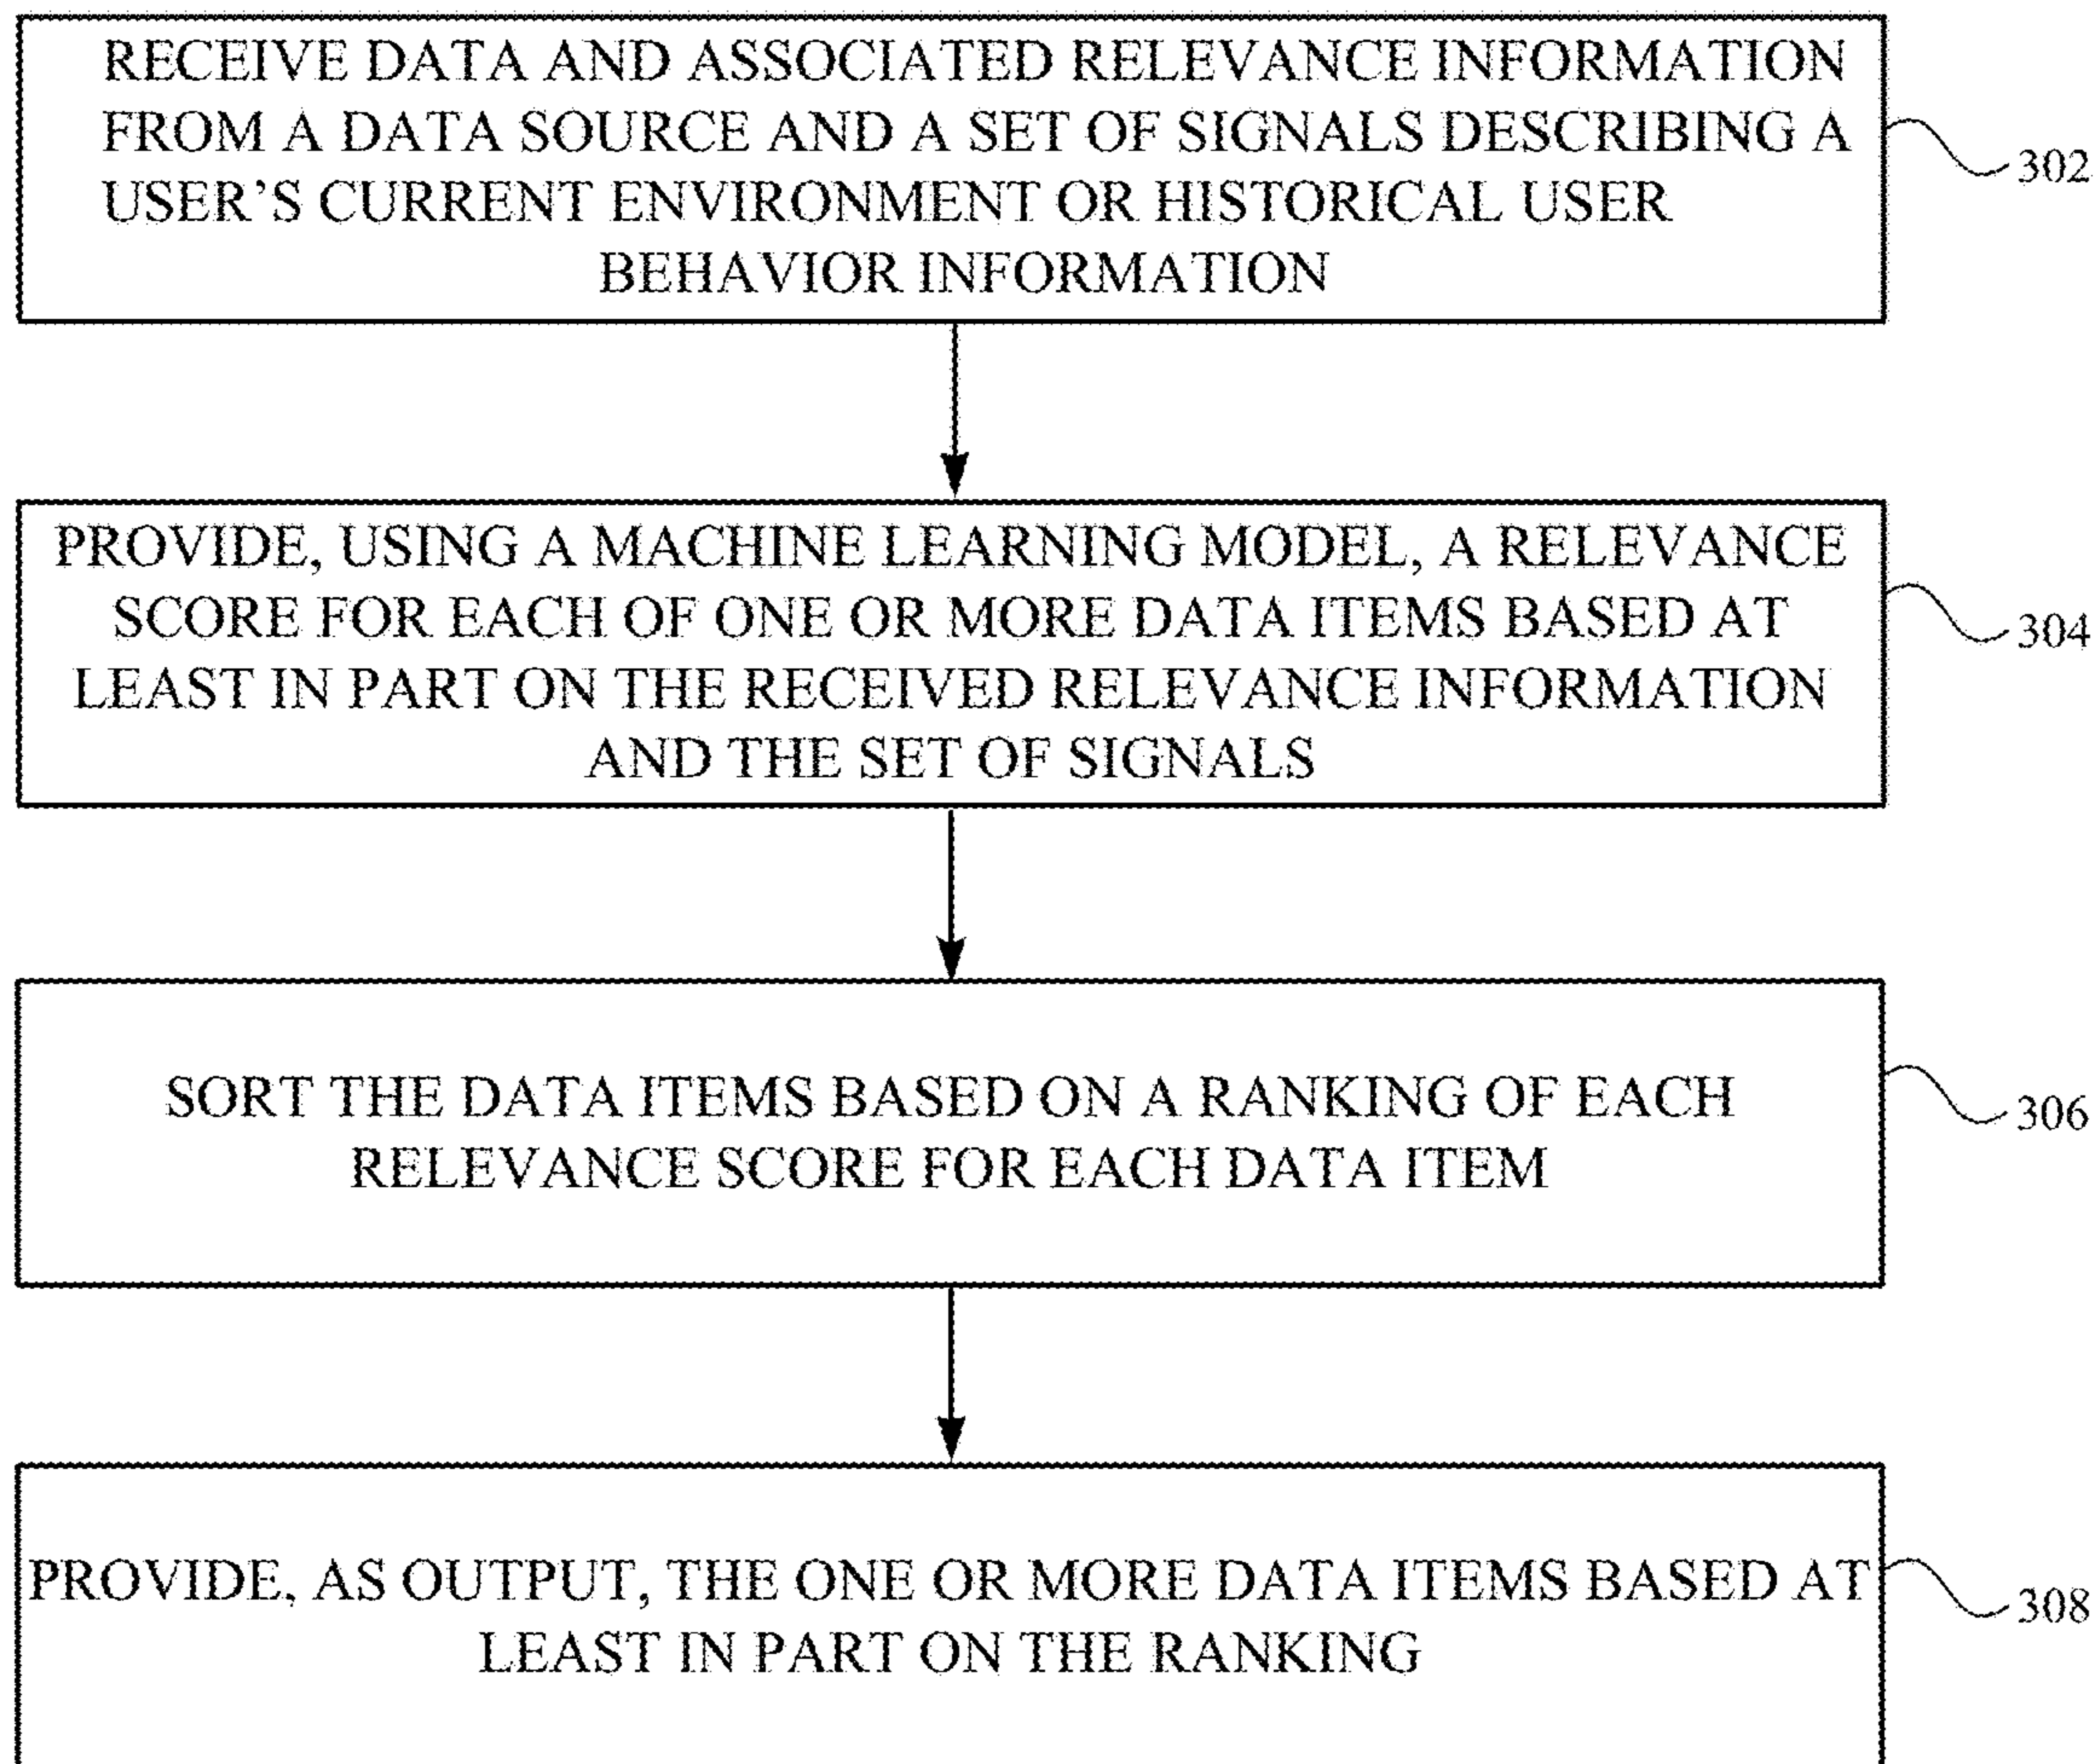 RECEIVE DATA AND ASSOCIATED RELEVANCE INFORMATION
FROM A DATA SOURCE AND A SET OF SIGNALS DESCRIBING A
USER'S CURRENT ENVIRONMENT OR HISTORICAL USER
BEHAVIOR INFORMATION
302
PROVIDE, USING A MACHINE LEARNING MODEL, A RELEVANCE
SCORE FOR EACH OF ONE OR MORE DATA ITEMS BASED AT
LEAST IN PART ON THE RECEIVED RELEVANCE INFORMATION
AND THE SET OF SIGNALS
304
SORT THE DATA ITEMS BASED ON A RANKING OF EACH
RELEVANCE SCORE FOR EACH DATA ITEM
306
PROVIDE, AS OUTPUT, THE ONE OR MORE DATA ITEMS BASED AT
LEAST IN PART ON THE RANKING
308